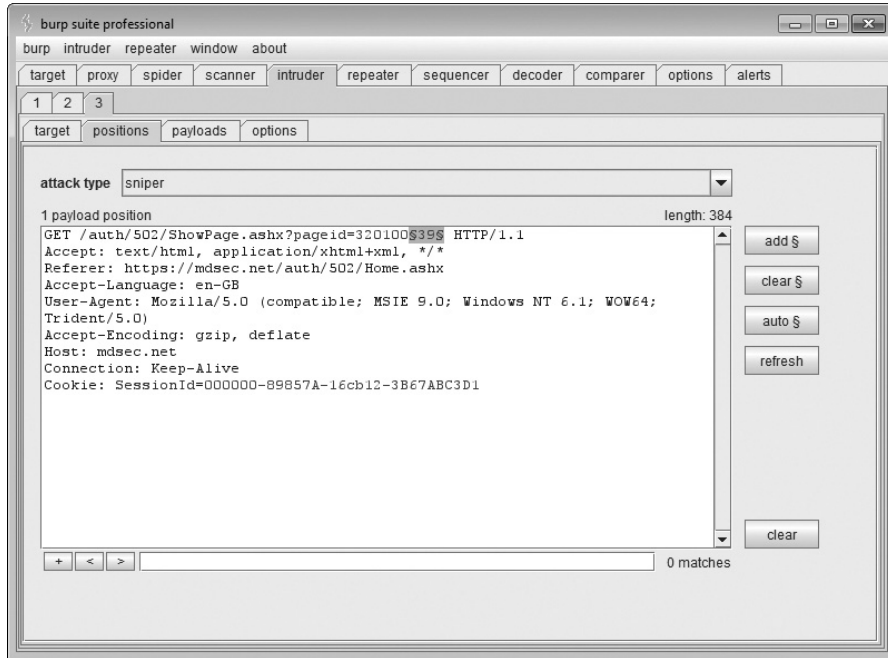 burp suite professional
burp intruder repeater window about
target proxy spider scanner intruder repeater sequencer decoder comparer options alerts
1 2 3
target positions payloads options
attack type sniper
1 payload position length: 384
GET /auth/502/ShowPage.ashx?pageid=320100§39§ HTTP/1.1
Accept: text/html, application/xhtml+xml, */*
Referer: https://mdsec.net/auth/502/Home.ashx
Accept-Language: en-GB
User-Agent: Mozilla/5.0 (compatible; MSIE 9.0; Windows NT 6.1; WOW64;
Trident/5.0)
Accept-Encoding: gzip, deflate
Host: mdsec.net
Connection: Keep-Alive
Cookie: SessionId=000000-89857A-16cb12-3B67ABC3D1
add §
clear §
auto §
refresh
clear
+ < > 0 matches